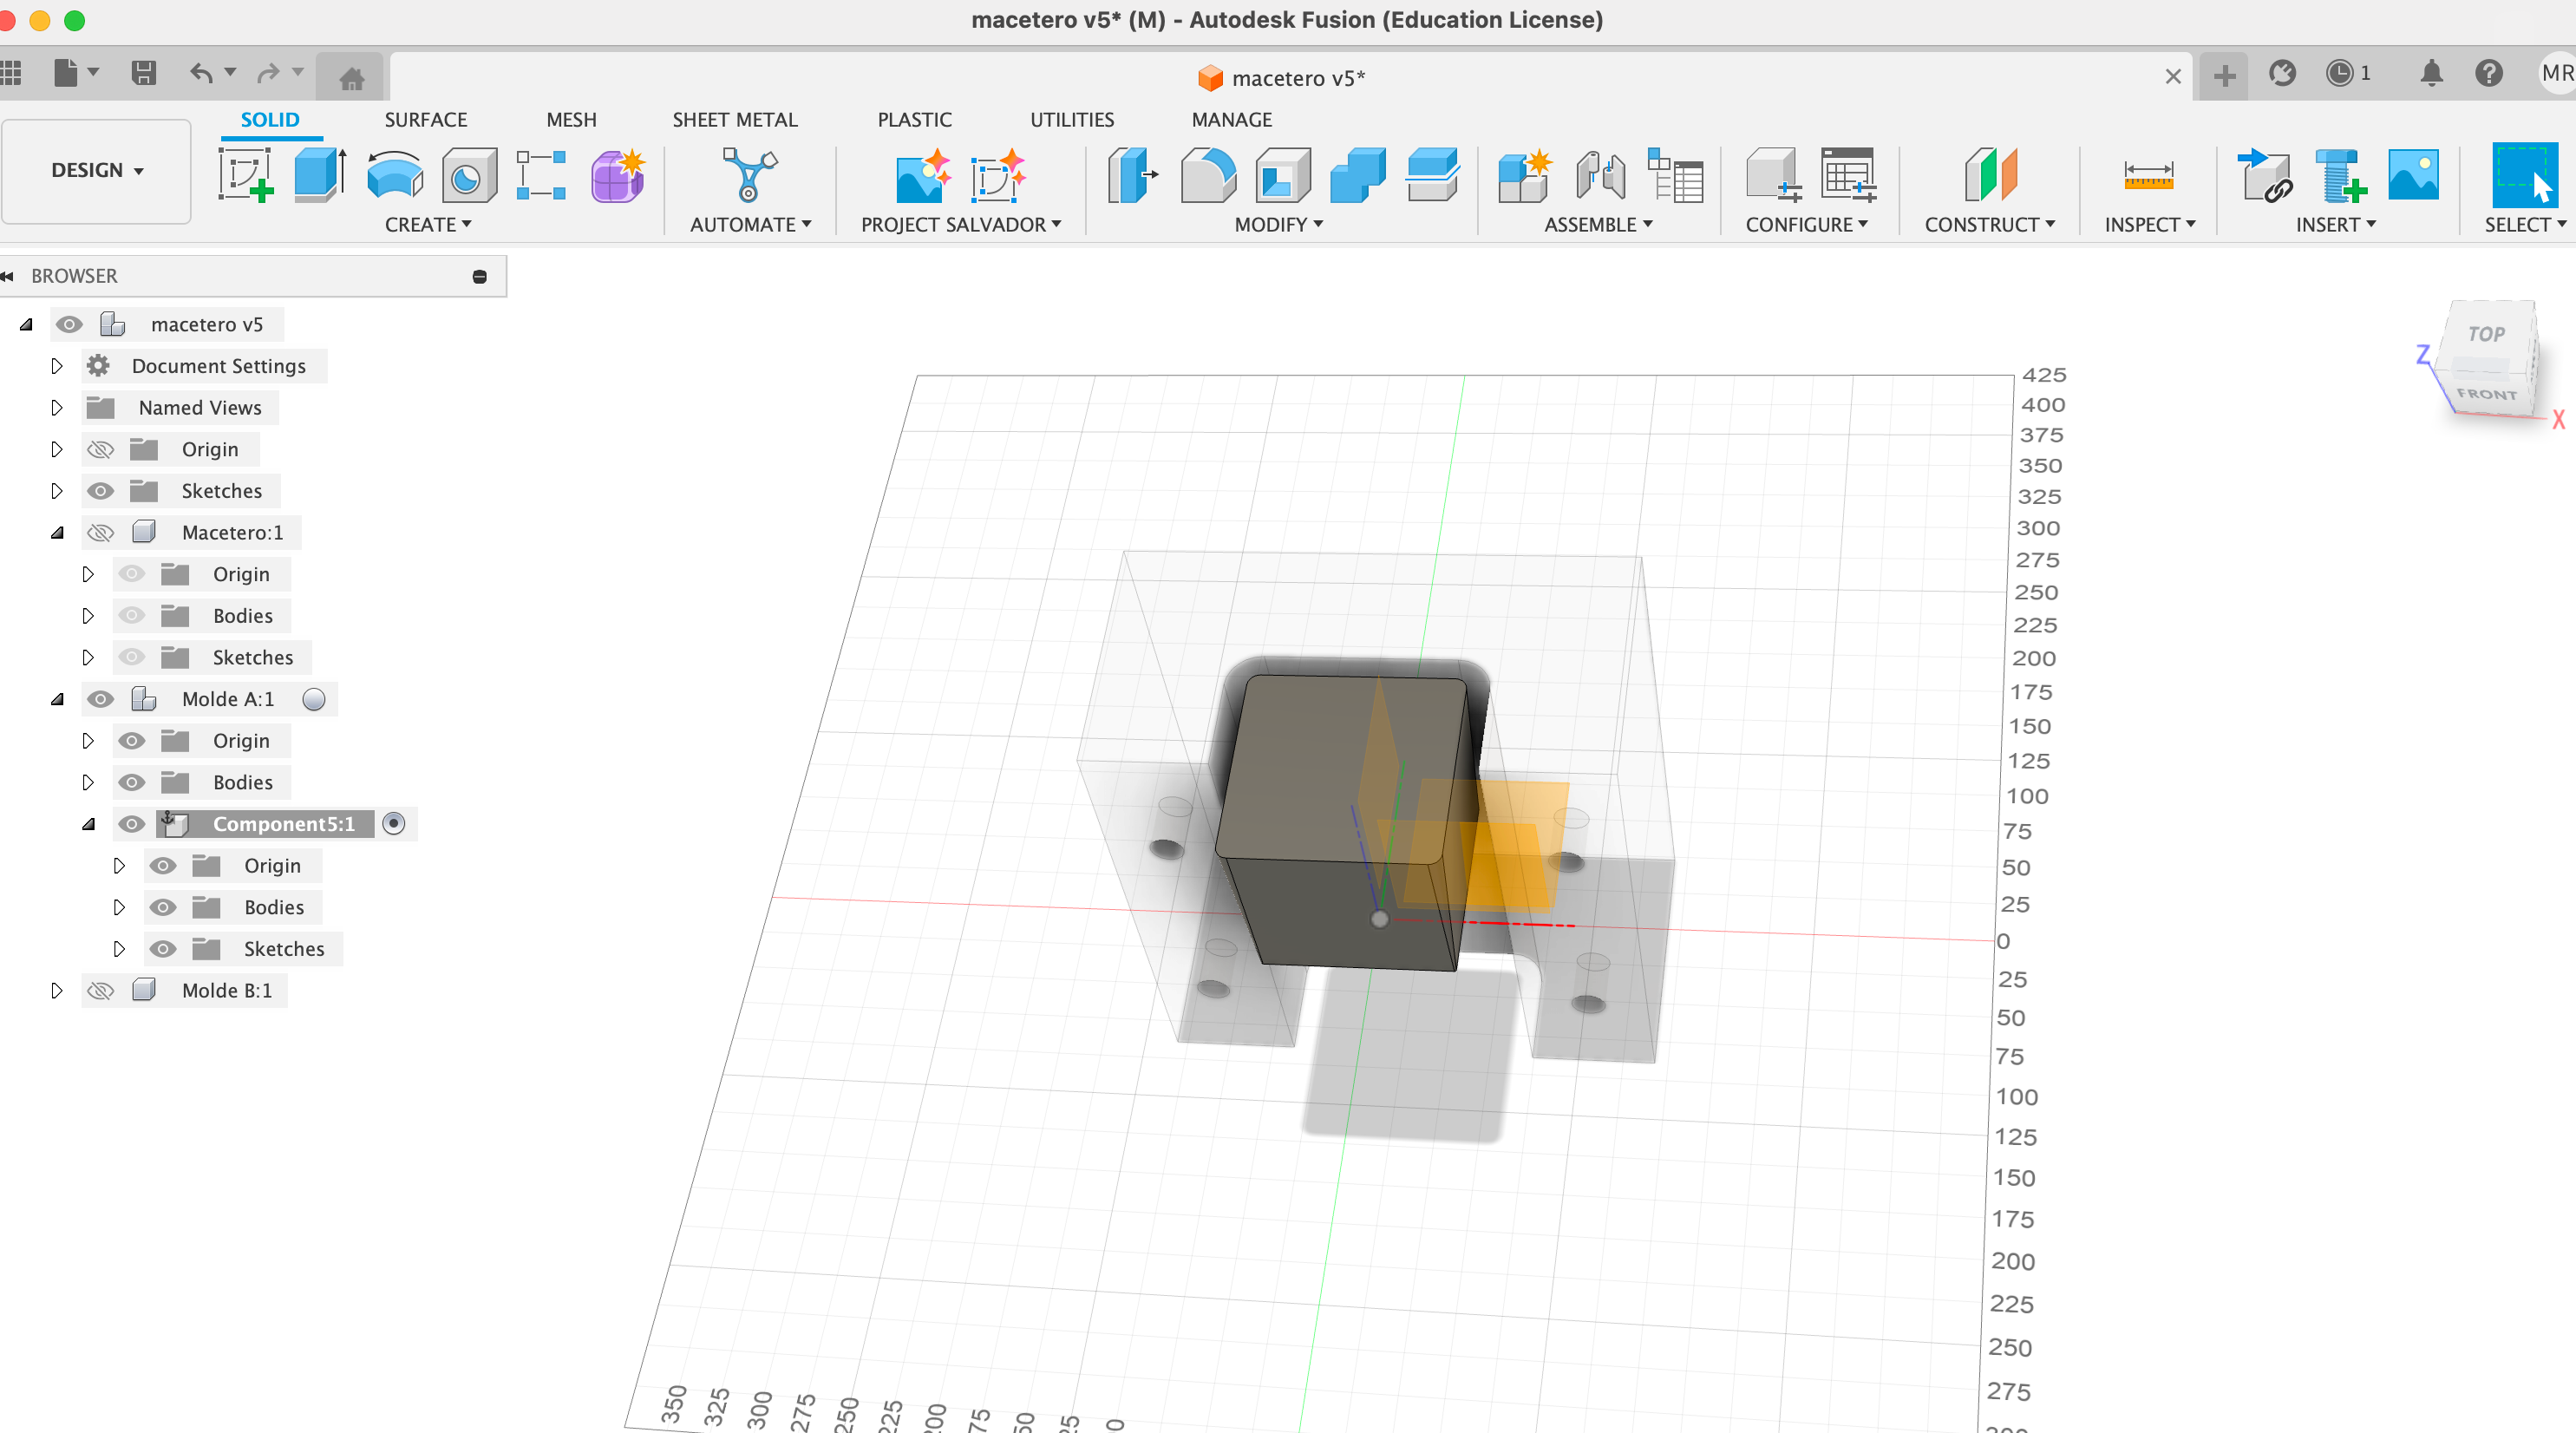 macetero v5* (M) - Autodesk Fusion (Education License)
macetero v5*
1
MR
SOLID SURFACE MESH SHEET METAL PLASTIC UTILITIES MANAGE
DESIGN
CREATE AUTOMATE PROJECT SALVADOR MODIFY ASSEMBLE CONFIGURE CONSTRUCT INSPECT INSERT SELECT
BROWSER
macetero v5
Document Settings
Named Views
Origin
Sketches
Macetero:1
Origin
Bodies
Sketches
Molde A:1
Origin
Bodies
Component5:1
Origin
Bodies
Sketches
Molde B:1
TOP
FRONT
Z
X
425
400
375
350
325
300
275
250
225
200
175
150
125
100
75
50
25
0
25
50
75
100
125
150
175
200
225
250
275
350
325
300
275
250
225
200
75
50
25
0